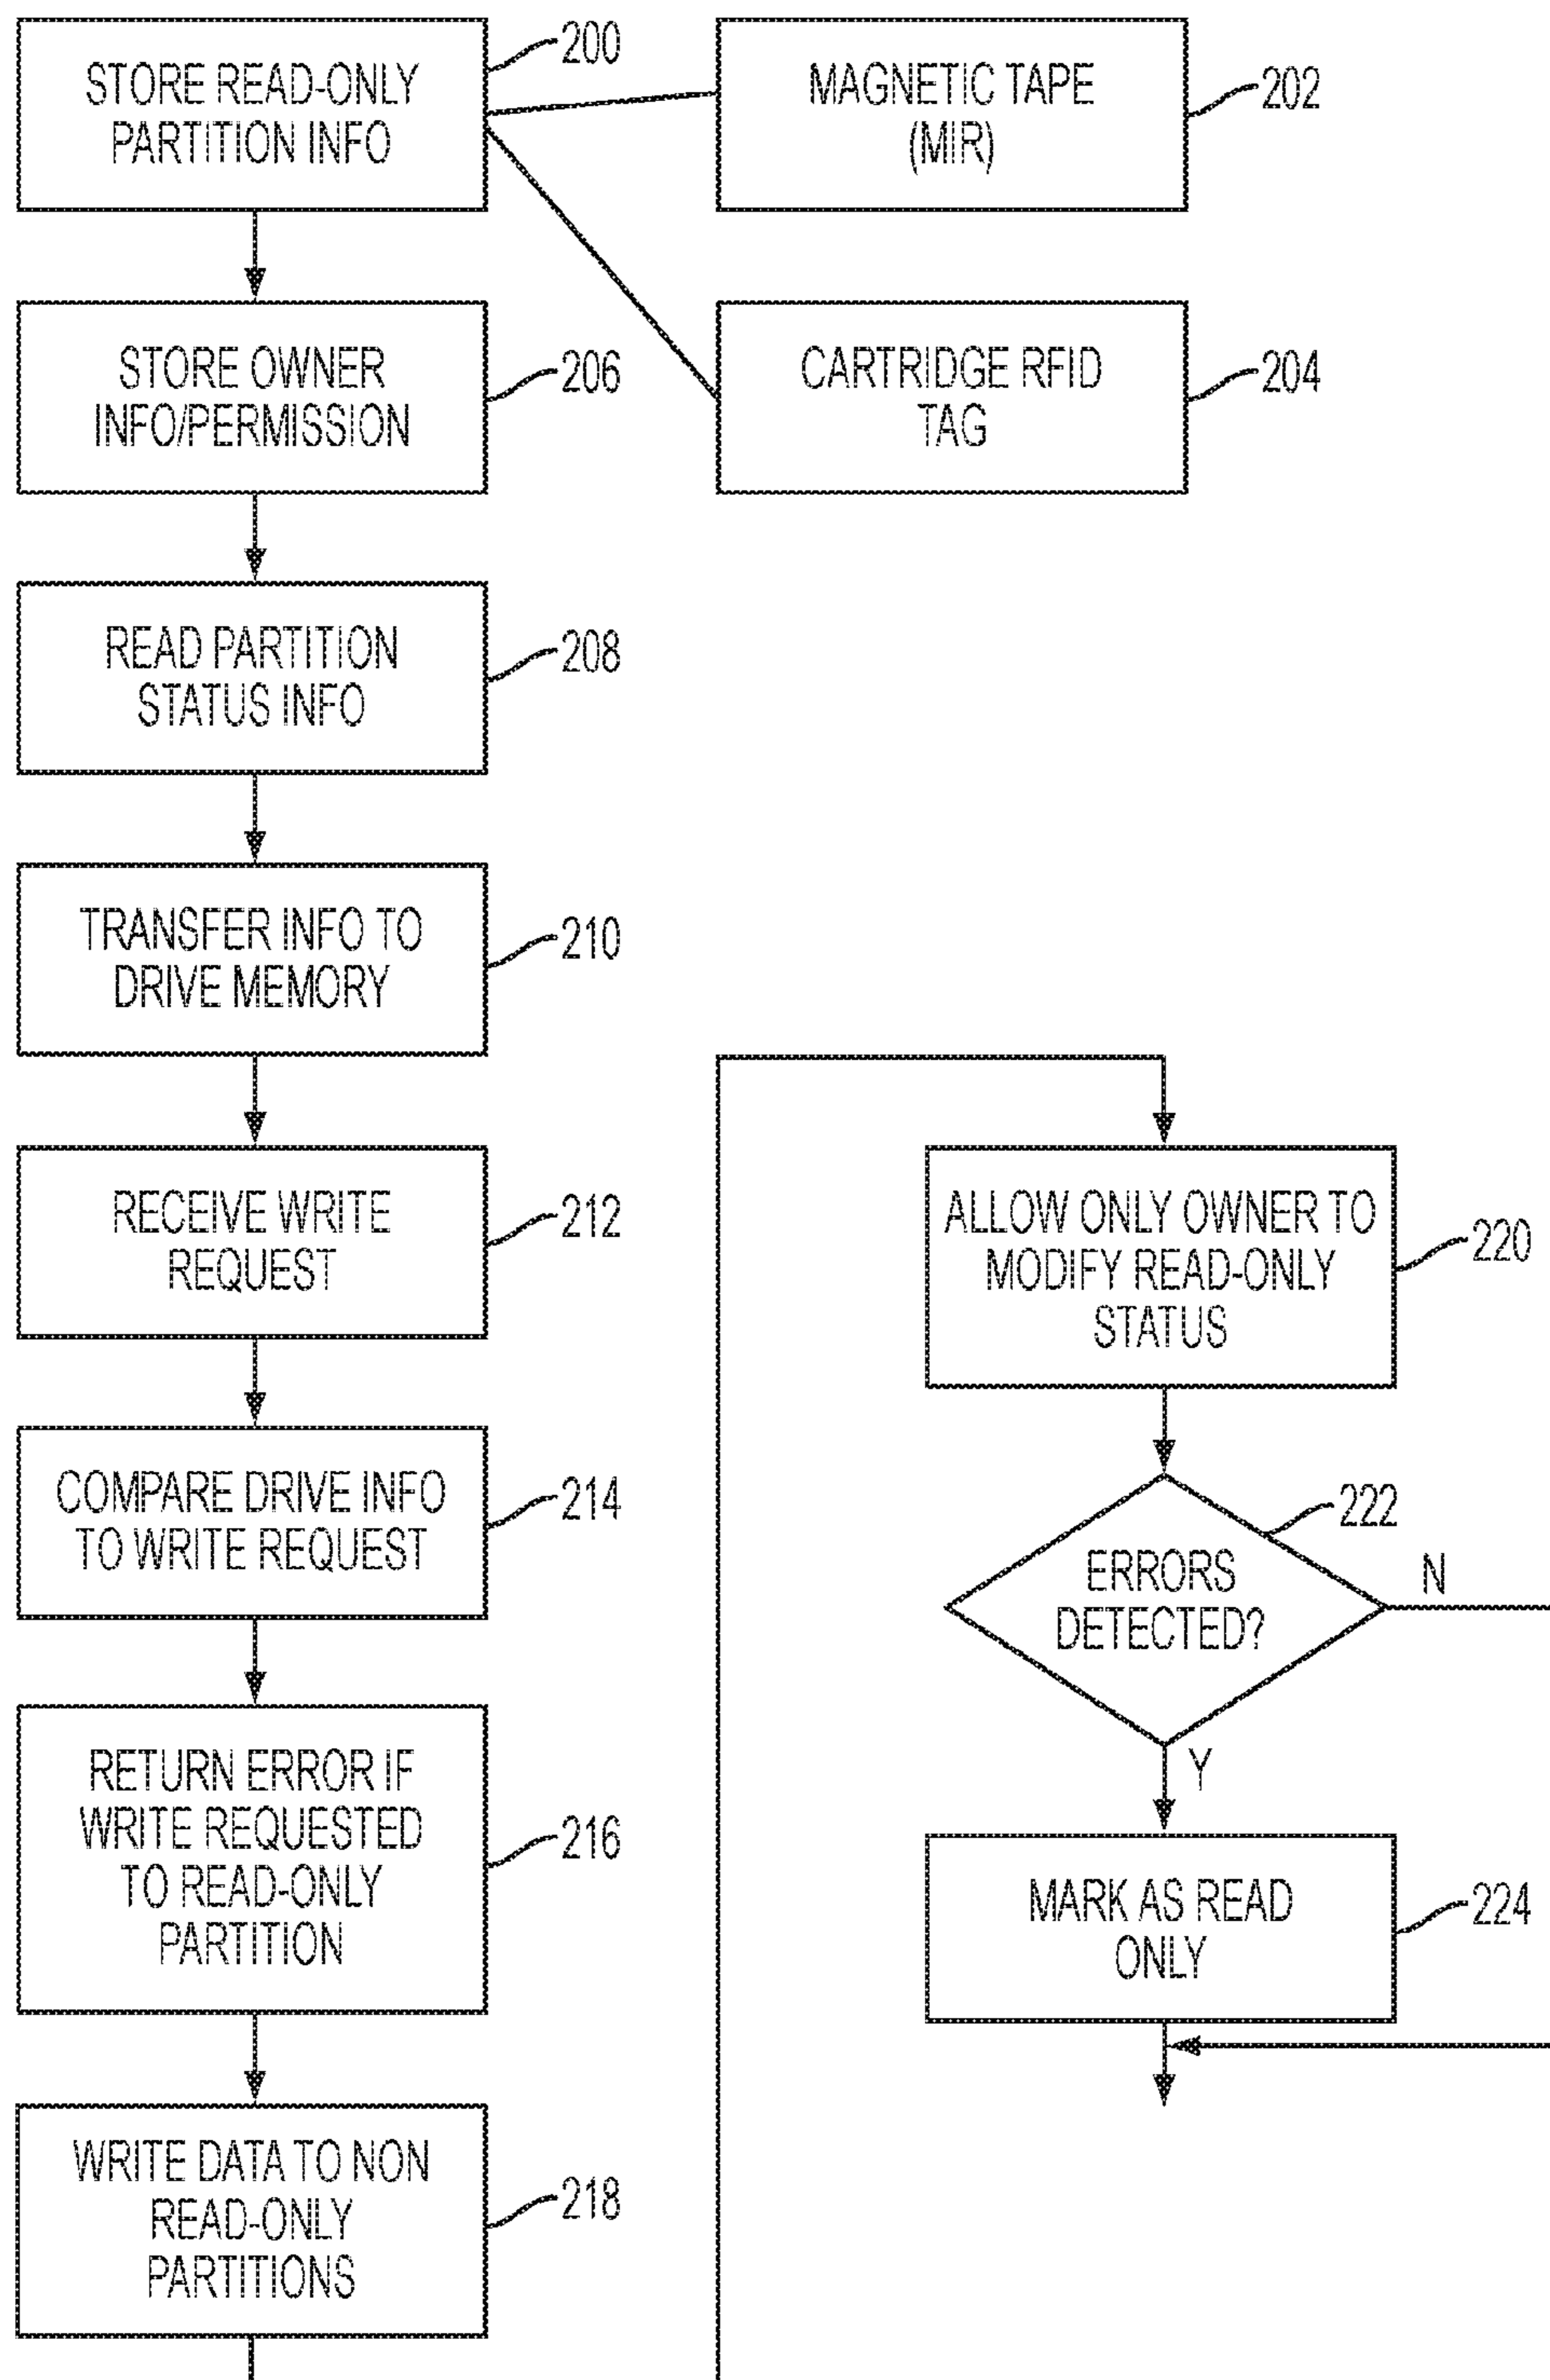 STORE READ-ONLY
PARTITION INFO
200
MAGNETIC TAPE
(MIR)
202
STORE OWNER
INFO/PERMISSION
206
CARTRIDGE RFID
TAG
204
READ PARTITION
STATUS INFO
208
TRANSFER INFO TO
DRIVE MEMORY
210
RECEIVE WRITE
REQUEST
212
COMPARE DRIVE INFO
TO WRITE REQUEST
214
RETURN ERROR IF
WRITE REQUESTED
TO READ-ONLY
PARTITION
216
WRITE DATA TO NON
READ-ONLY
PARTITIONS
218
ALLOW ONLY OWNER TO
MODIFY READ-ONLY
STATUS
220
ERRORS
DETECTED?
222
N
Y
MARK AS READ
ONLY
224